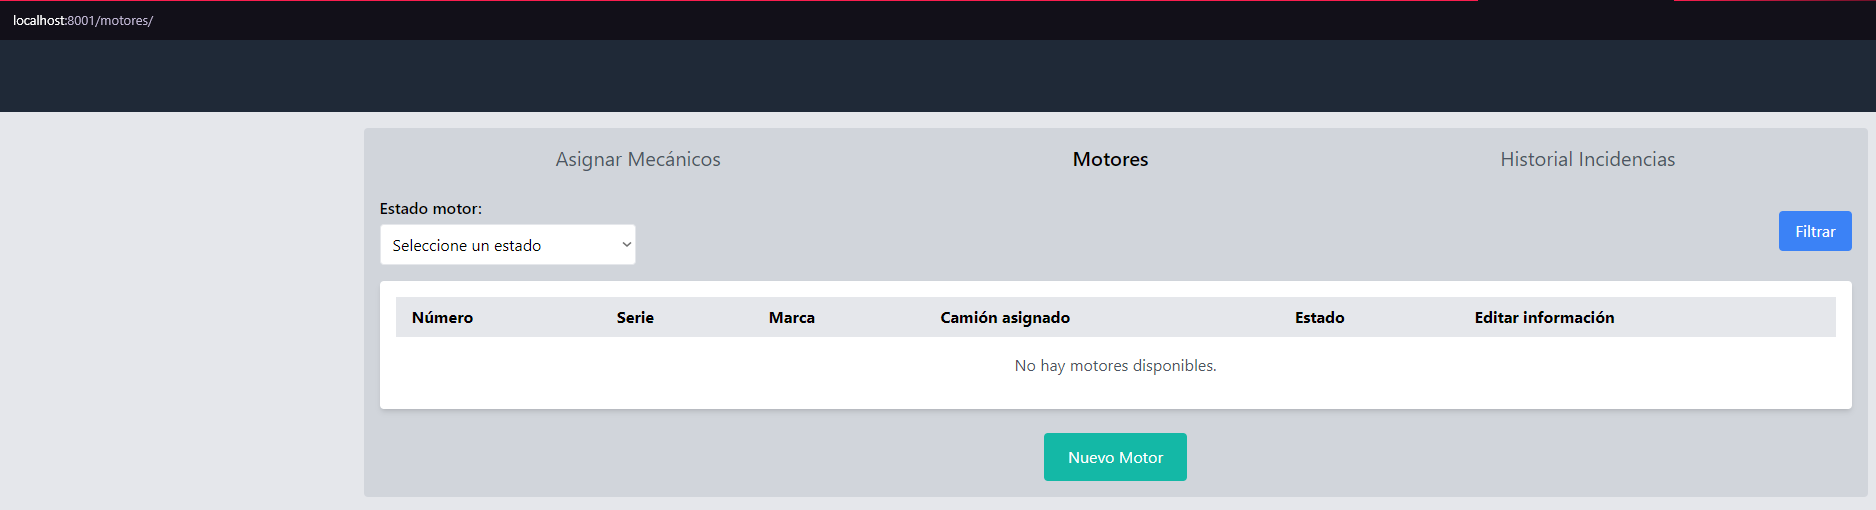 localhost:8001/motores/
Asignar Mecánicos Motores Historial Incidencias
Estado motor:
Seleccione un estado Filtrar
Número Serie Marca Camión asignado Estado Editar información
No hay motores disponibles.
Nuevo Motor